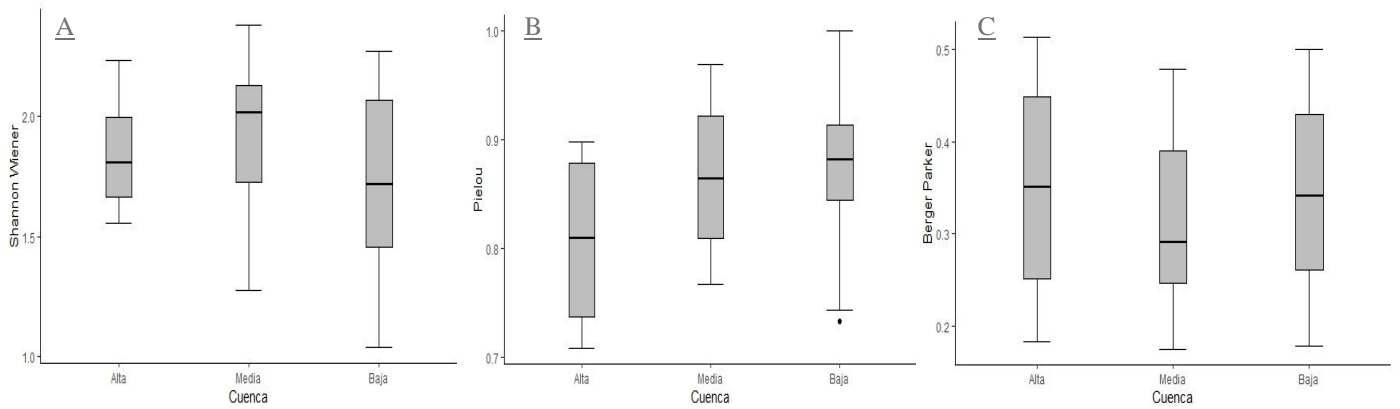 A
Shannon Wiener
2.0
1.5
1.0
Alta Media Baja
Cuenca
B
Pielou
1.0
0.9
0.8
0.7
Alta Media Baja
Cuenca
C
Berger Parker
0.5
0.4
0.3
0.2
Alta Media Baja
Cuenca